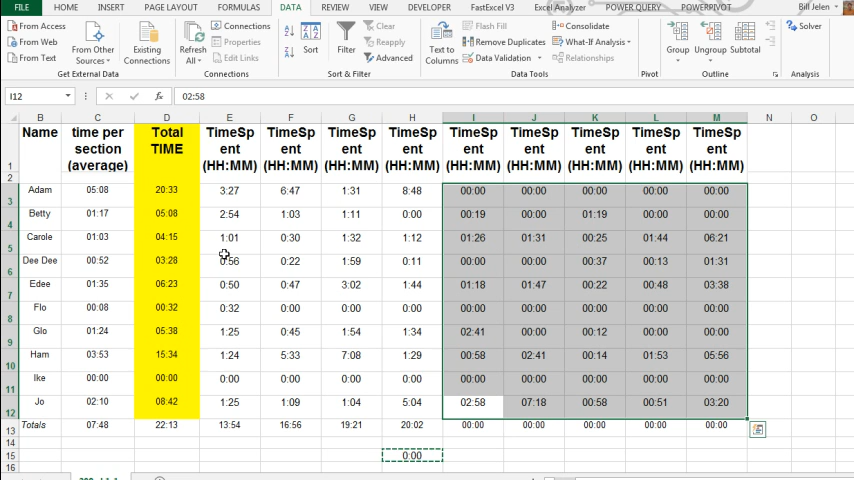 FILE HOME INSERT PAGE LAYOUT FORMULAS DATA REVIEW VIEW DEVELOPER FastExcel V3 Excel Analyzer POWER QUERY POWERPIVOT Bill Jelen
From Access
From Web
From Text
From Other
Sources
Existing
Connections
Get External Data
Refresh
All
Connections
Properties
Edit Links
Connections
Sort
Filter
Clear
Reapply
Advanced
Sort & Filter
Text to
Columns
Flash Fill
Remove Duplicates
Data Validation
Consolidate
What-If Analysis
Relationships
Data Tools
Pivot
Group Ungroup Subtotal
Outline
Solver
Analysis
I12 fx 02:58
B C D E F G H I J K L M N O
1 Name time per section (average) Total TIME TimeSpent (HH:MM) TimeSpent (HH:MM) TimeSpent (HH:MM) TimeSpent (HH:MM) TimeSpent (HH:MM) TimeSpent (HH:MM) TimeSpent (HH:MM) TimeSpent (HH:MM) TimeSpent (HH:MM)
2
3 Adam 05:08 20:33 3:27 6:47 1:31 8:48 00:00 00:00 00:00 00:00 00:00
4 Betty 01:17 05:08 2:54 1:03 1:11 0:00 00:19 00:00 01:19 00:00 00:00
5 Carole 01:03 04:15 1:01 0:30 1:32 1:12 01:26 01:31 00:25 01:44 06:21
6 Dee Dee 00:52 03:28 0:56 0:22 1:59 0:11 00:00 00:00 00:37 00:13 01:31
7 Edee 01:35 06:23 0:50 0:47 3:02 1:44 01:18 01:47 00:22 00:48 03:38
8 Flo 00:08 00:32 0:32 0:00 0:00 0:00 00:00 00:00 00:00 00:00 00:00
9 Glo 01:24 05:38 1:25 0:45 1:54 1:34 02:41 00:00 00:12 00:00 00:00
10 Ham 03:53 15:34 1:24 5:33 7:08 1:29 00:58 02:41 00:14 01:53 05:56
11 Ike 00:00 00:00 0:00 0:00 0:00 0:00 00:00 00:00 00:00 00:00 00:00
12 Jo 02:10 08:42 1:25 1:09 1:04 5:04 02:58 07:18 00:58 00:51 03:20
13 Totals 07:48 22:13 13:54 16:56 19:21 20:02 00:00 00:00 00:00 00:00 00:00
14
15 0:00
16